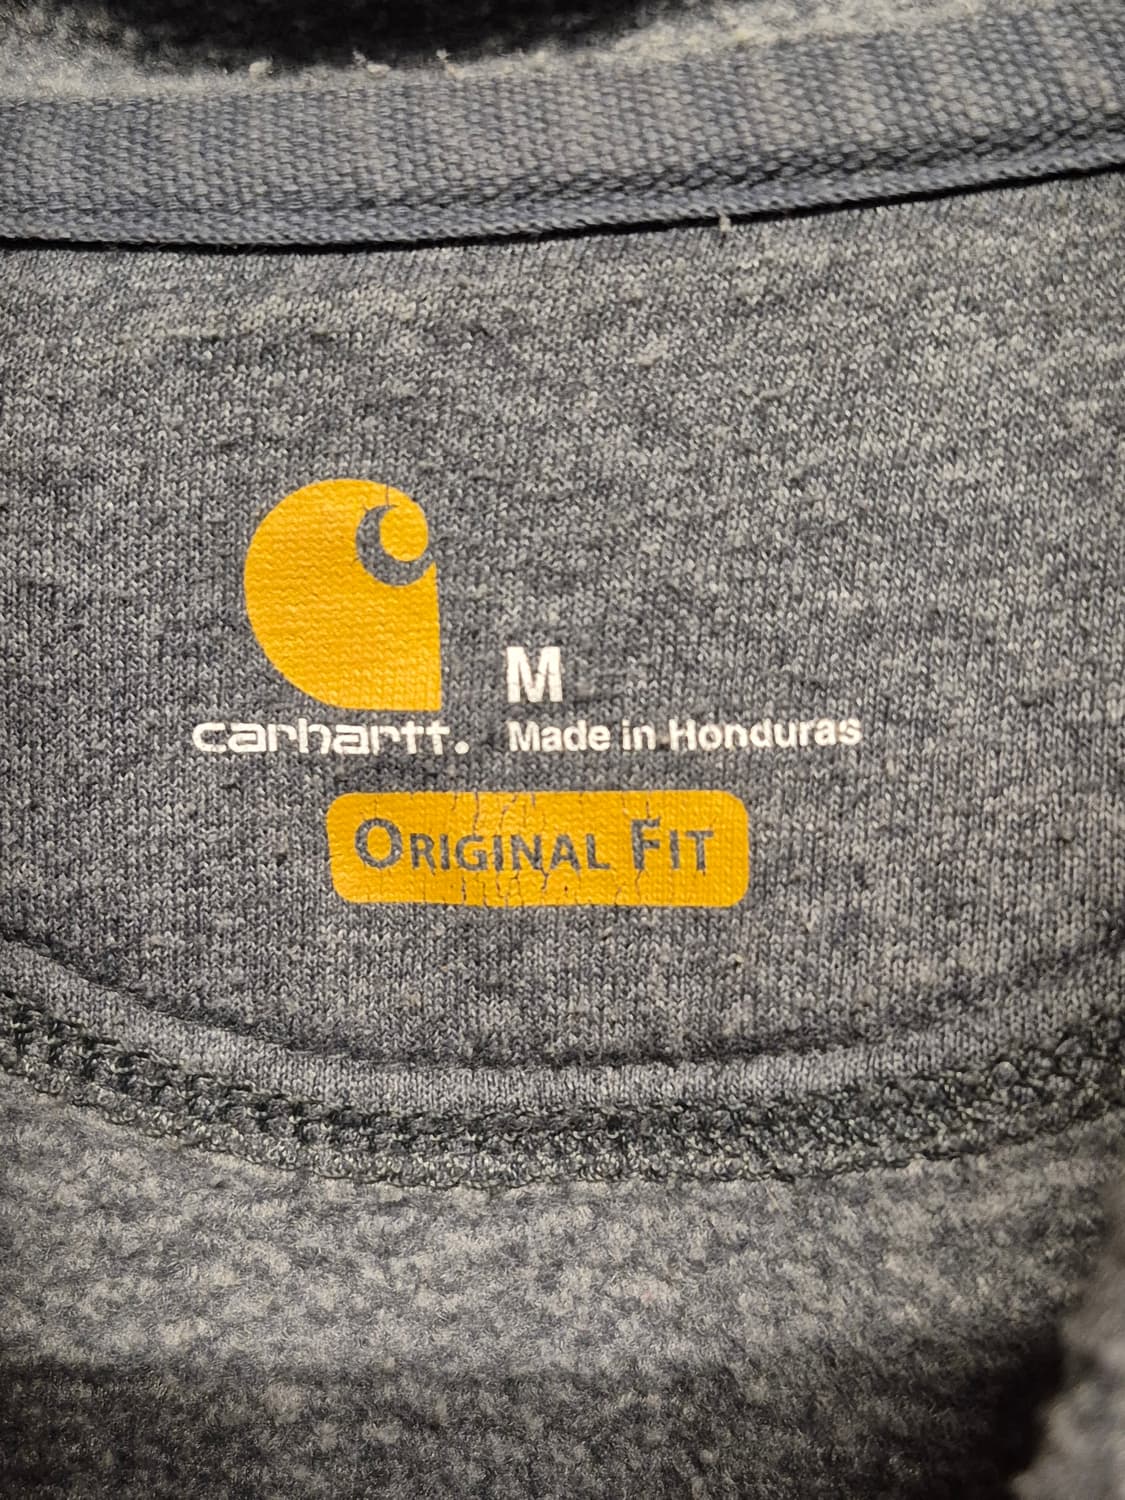 M
carhartt. Made in Honduras
ORIGINAL FIT